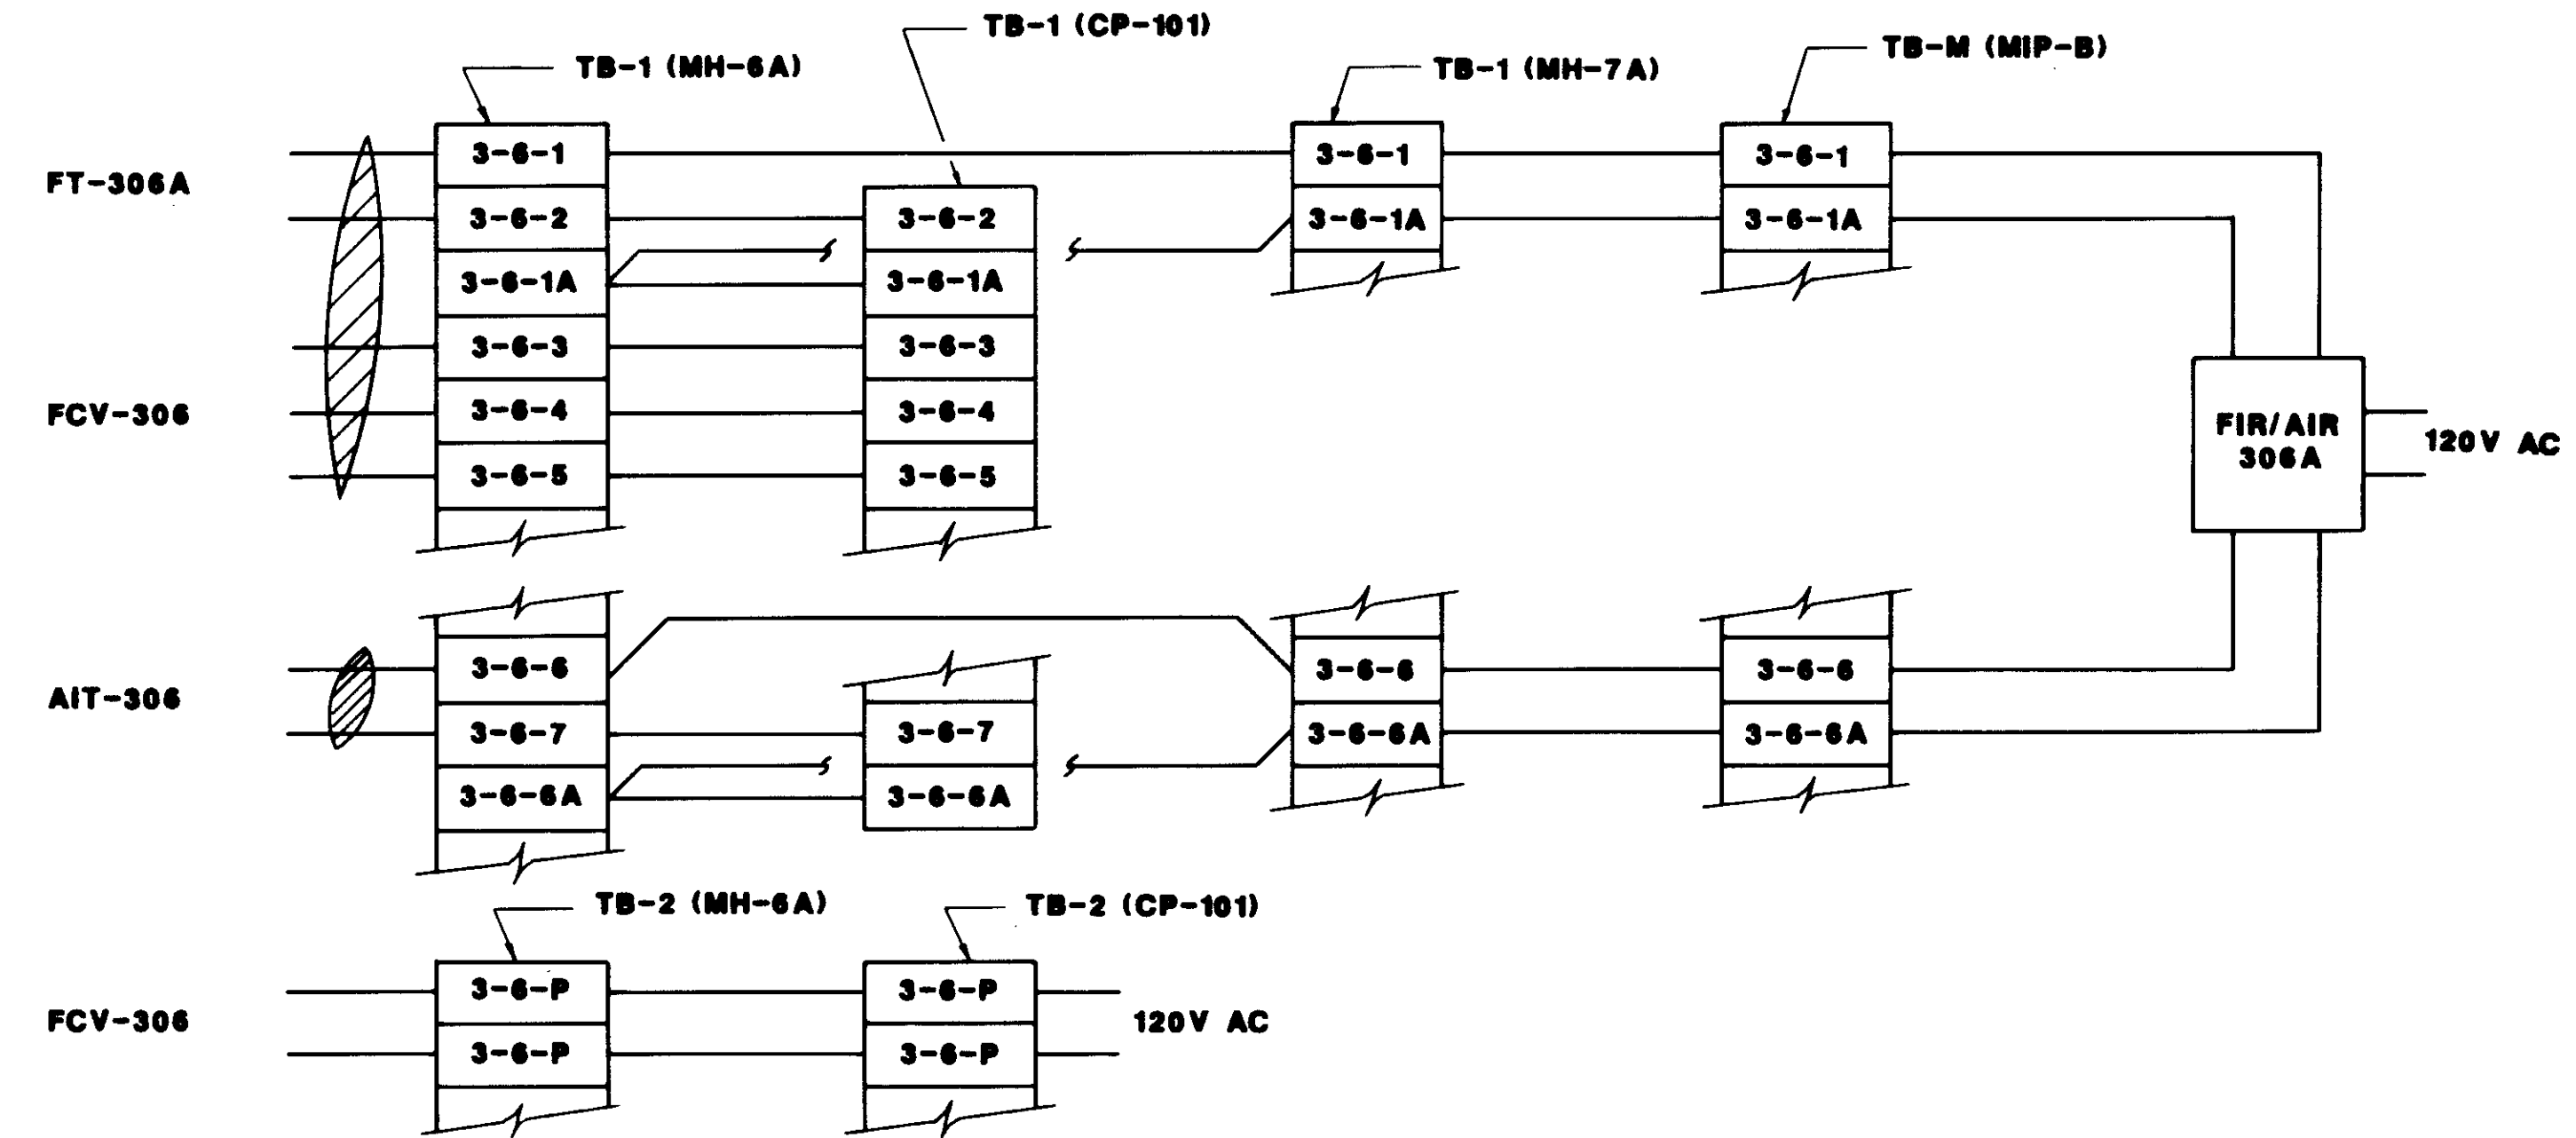 TB-1 (CP-101)
TB-M (MIP-B)
TB-1 (MH-6A)
TB-1 (MH-7A)
3-6-1
3-6-1
3-6-1
FT-306A
3-6-2
3-6-2
3-6-1A
3-6-1A
3-6-1A
3-6-1A
3-6-3
3-6-3
FCV-306
3-6-4
3-6-4
FIR/AIR
306A
120V AC
3-6-5
3-6-5
3-6-6
3-6-6
3-6-6
AIT-306
3-6-7
3-6-7
3-6-6A
3-6-6A
3-6-6A
3-6-6A
TB-2 (MH-6A)
TB-2 (CP-101)
3-6-P
3-6-P
FCV-306
120V AC
3-6-P
3-6-P